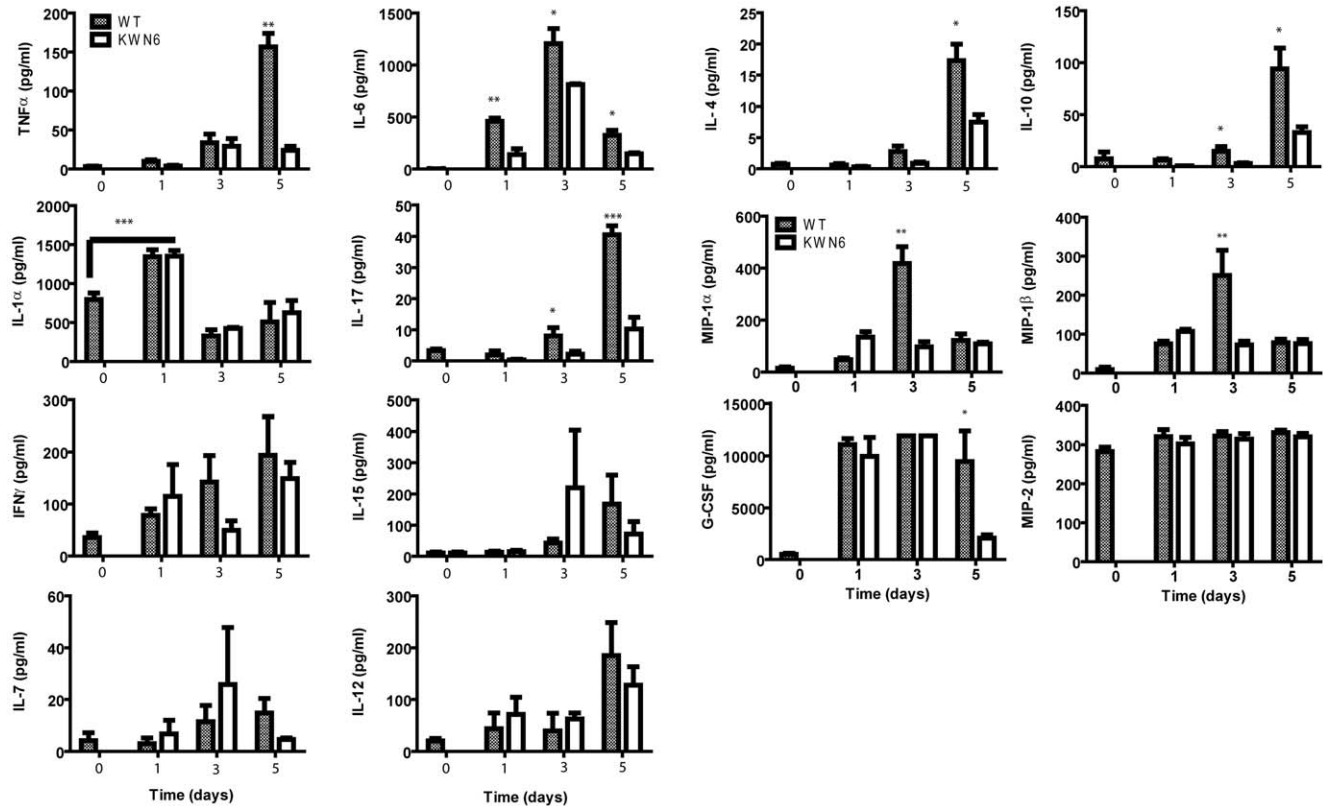 TNFα (pg/ml)
200
150
100
50
0
WT
KWN6
**
0 1 3 5
IL-6 (pg/ml)
1500
1000
500
0
**
*
*
0 1 3 5
IL- 4 (pg/ml)
25
20
15
10
5
0
*
0 1 3 5
IL-10 (pg/ml)
150
100
50
0
*
*
0 1 3 5
IL-1α (pg/ml)
2000
1500
1000
500
0
***
0 1 3 5
IL- 17 (pg/ml)
50
40
30
20
10
0
*
***
0 1 3 5
MIP-1α (pg/ml)
600
400
200
0
WT
KWN6
**
0 1 3 5
MIP-1β (pg/ml)
400
300
200
100
0
**
0 1 3 5
IFNγ (pg/ml)
300
200
100
0
0 1 3 5
IL-15 (pg/ml)
500
400
300
200
100
0
0 1 3 5
G-CSF (pg/ml)
15000
10000
5000
0
*
0 1 3 5
Time (days)
MIP-2 (pg/ml)
400
300
200
100
0
0 1 3 5
Time (days)
IL-7 (pg/ml)
60
40
20
0
0 1 3 5
Time (days)
IL-12 (pg/ml)
300
200
100
0
0 1 3 5
Time (days)